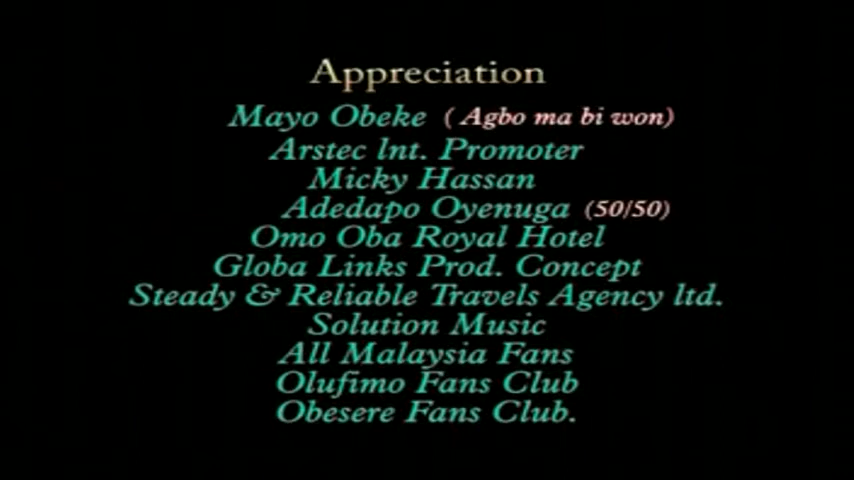 Appreciation
Mayo Obeke ( Agbo ma bi won)
Arstec lnt. Promoter
Micky Hassan
Adedapo Oyenuga (50/50)
Omo Oba Royal Hotel
Globa Links Prod. Concept
Steady & Reliable Travels Agency ltd.
Solution Music
All Malaysia Fans
Olufimo Fans Club
Obesere Fans Club.